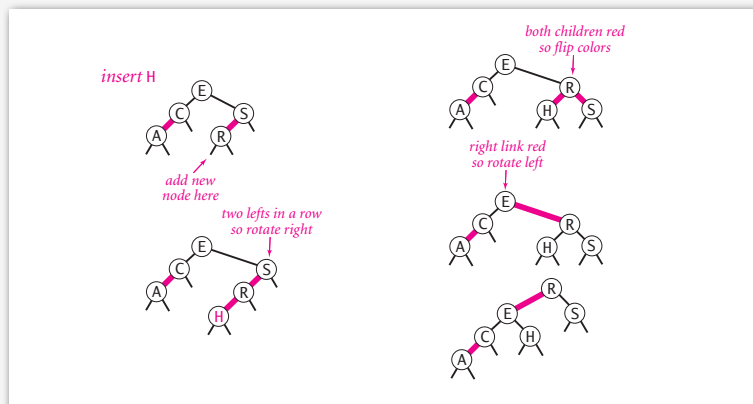 insert H
E
C
S
A
R
add new
node here
two lefts in a row
so rotate right
E
C
S
A
R
H
both children red
so flip colors
E
C
R
A
H
S
right link red
so rotate left
E
C
R
A
H
S
R
E
S
C
H
A